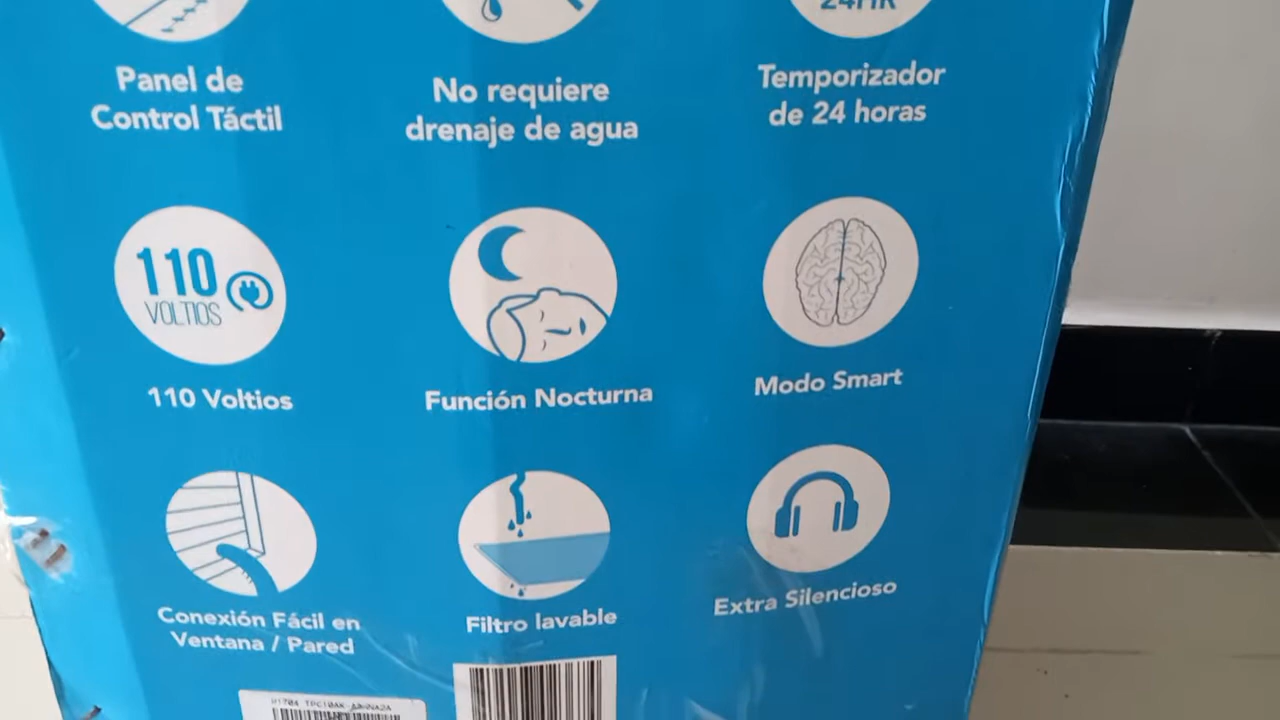 24HR
Panel de
Control Táctil
No requiere
drenaje de agua
Temporizador
de 24 horas
110
VOLTIOS
110 Voltios
Función Nocturna
Modo Smart
Conexión Fácil en
Ventana / Pared
Filtro lavable
Extra Silencioso